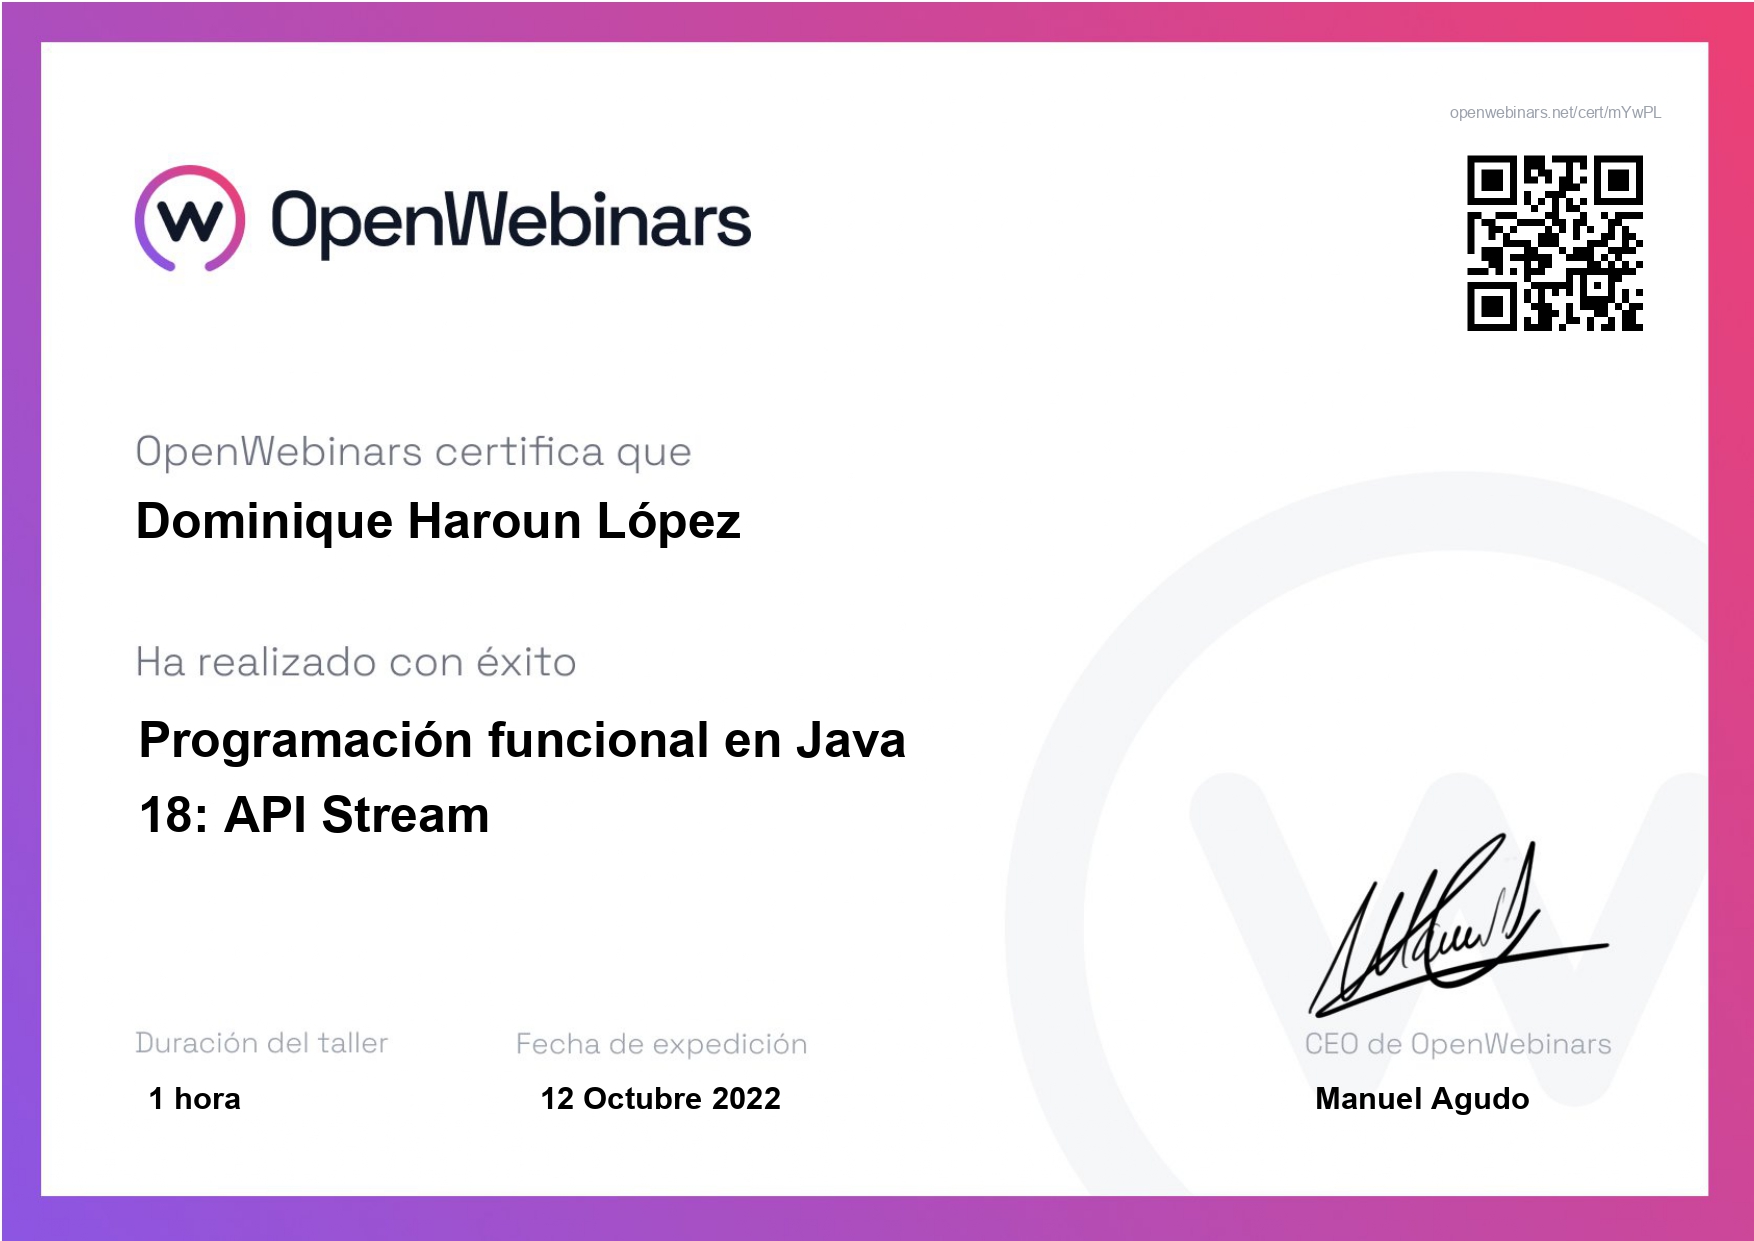 openwebinars.net/cert/mYwPL
OpenWebinars
OpenWebinars certifica que
Dominique Haroun López
Ha realizado con éxito
Programación funcional en Java
18: API Stream
Duración del taller
1 hora
Fecha de expedición
12 Octubre 2022
CEO de OpenWebinars
Manuel Agudo